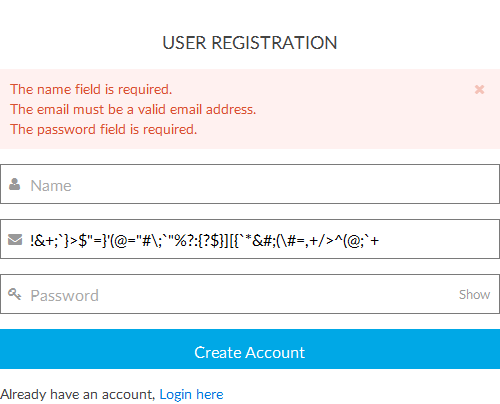 USER REGISTRATION
The name field is required.
The email must be a valid email address.
The password field is required.
Name
!&+;`}>$"=}'(@="#\;`"%?:{?$}][{`*&#;(\#=,+/>^(@;`+
Password
Show
Create Account
Already have an account, Login here